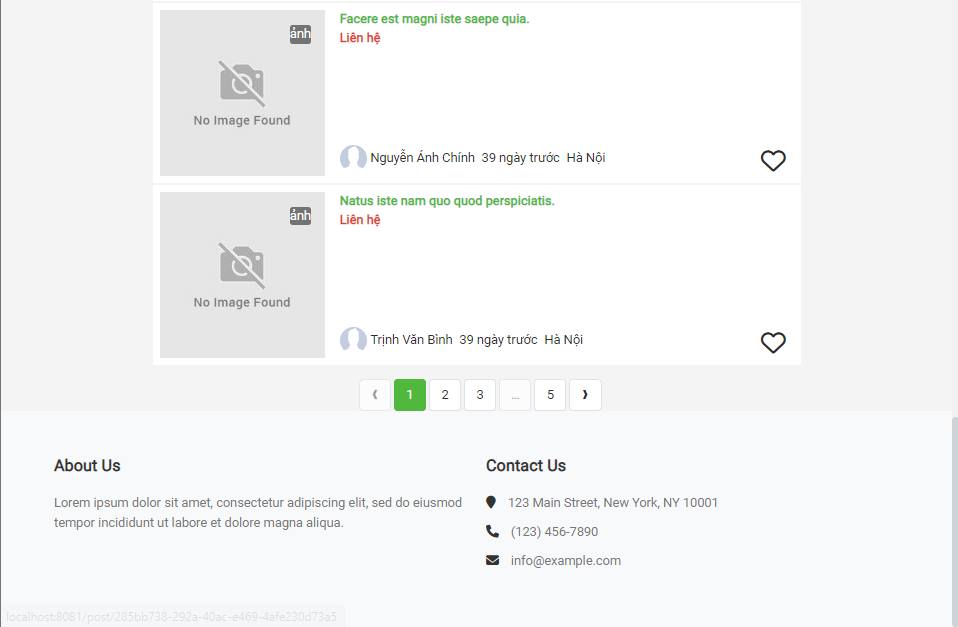 Facere est magni iste saepe quia.
ảnh
Liên hệ
No Image Found
Nguyễn Ánh Chính 39 ngày trước Hà Nội
Natus iste nam quo quod perspiciatis.
ảnh
Liên hệ
No Image Found
Trịnh Văn Bình 39 ngày trước Hà Nội
‹ 1 2 3 ... 5 ›
About Us
Lorem ipsum dolor sit amet, consectetur adipiscing elit, sed do eiusmod
tempor incididunt ut labore et dolore magna aliqua.
Contact Us
123 Main Street, New York, NY 10001
(123) 456-7890
info@example.com
localhost:8081/post/285bb738-292a-40ac-e469-4afe230d73a5